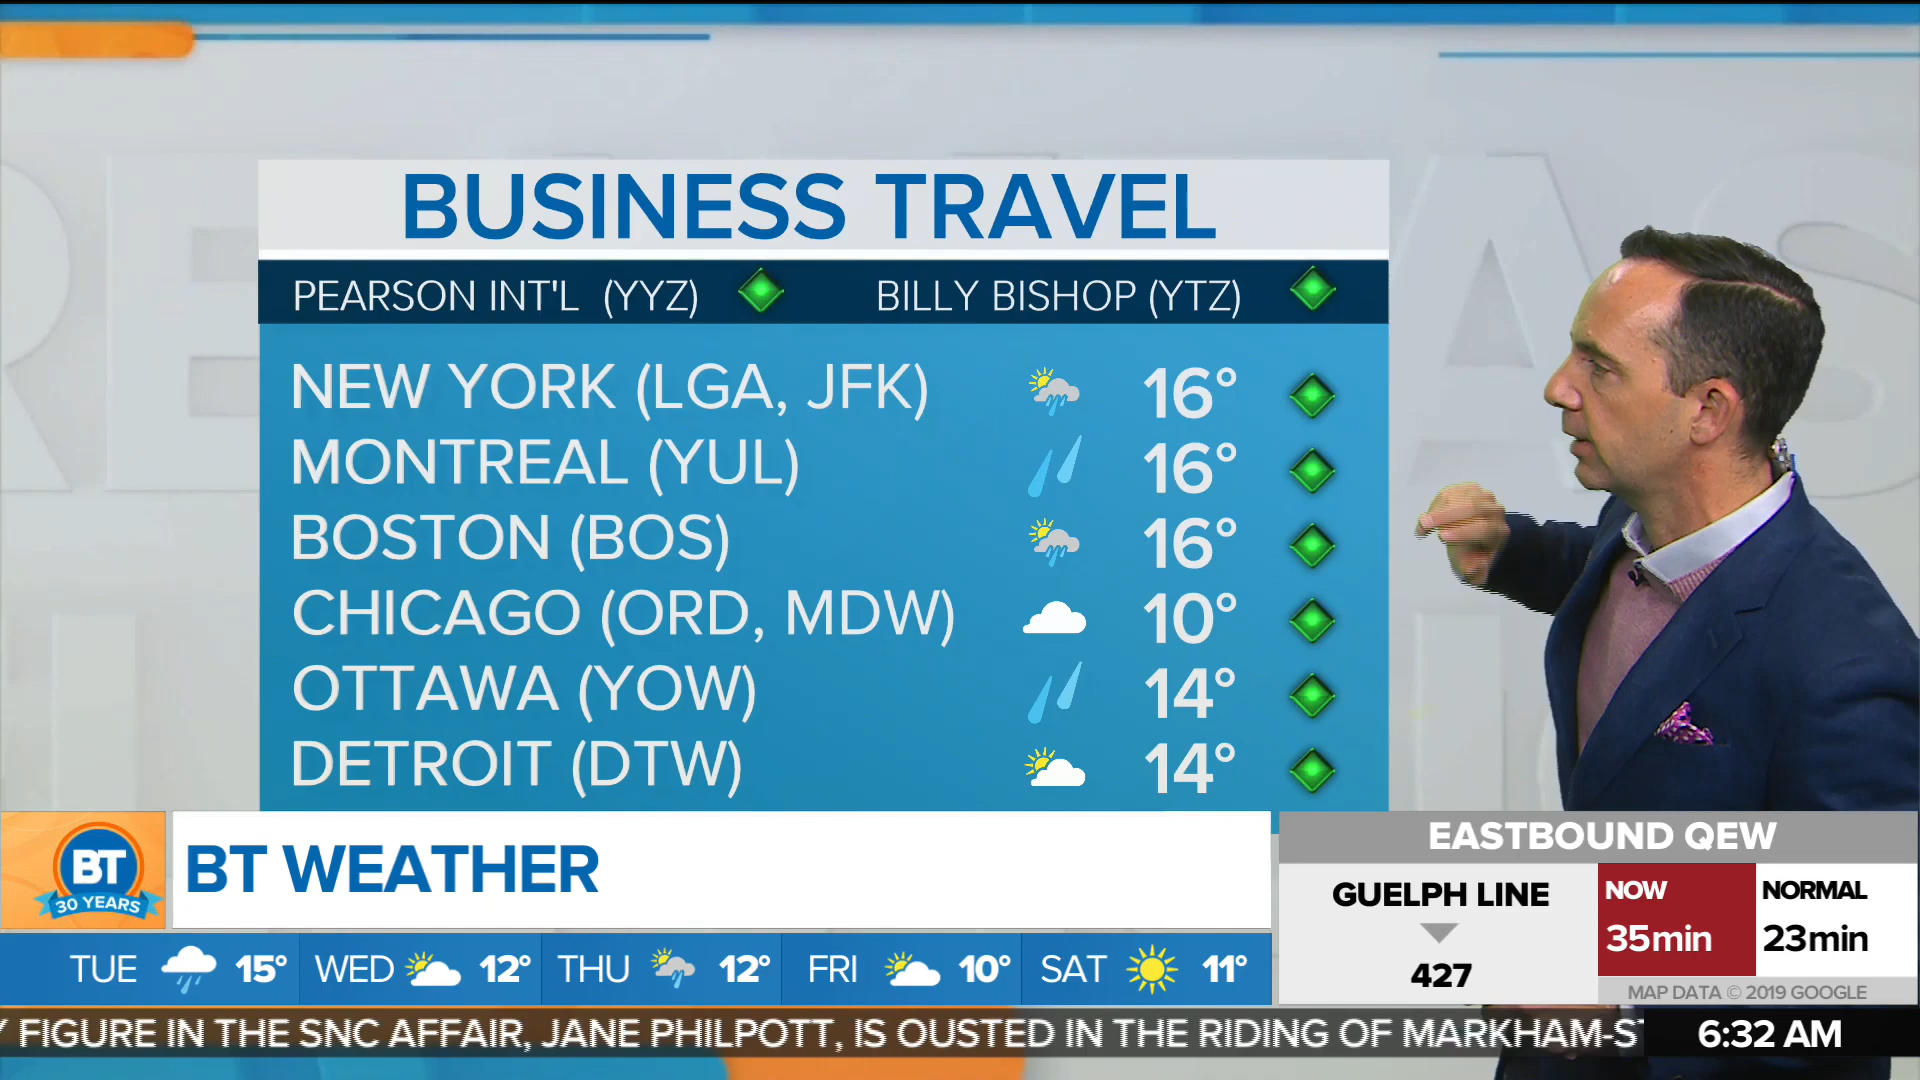 BUSINESS TRAVEL
PEARSON INT'L (YYZ) BILLY BISHOP (YTZ)
NEW YORK (LGA, JFK) 16°
MONTREAL (YUL) 16°
BOSTON (BOS) 16°
CHICAGO (ORD, MDW) 10°
OTTAWA (YOW) 14°
DETROIT (DTW) 14°
BT
30 YEARS
BT WEATHER
EASTBOUND QEW
GUELPH LINE
427
NOW
35min
NORMAL
23min
MAP DATA © 2019 GOOGLE
TUE 15° WED 12° THU 12° FRI 10° SAT 11°
Y FIGURE IN THE SNC AFFAIR, JANE PHILPOTT, IS OUSTED IN THE RIDING OF MARKHAM-ST
6:32 AM